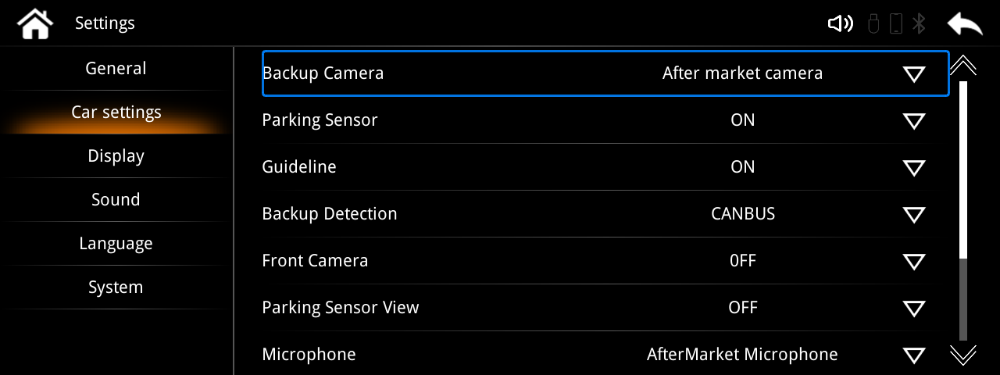 Settings
General
Car settings
Display
Sound
Language
System
Backup Camera After market camera
Parking Sensor ON
Guideline ON
Backup Detection CANBUS
Front Camera 0FF
Parking Sensor View OFF
Microphone AfterMarket Microphone